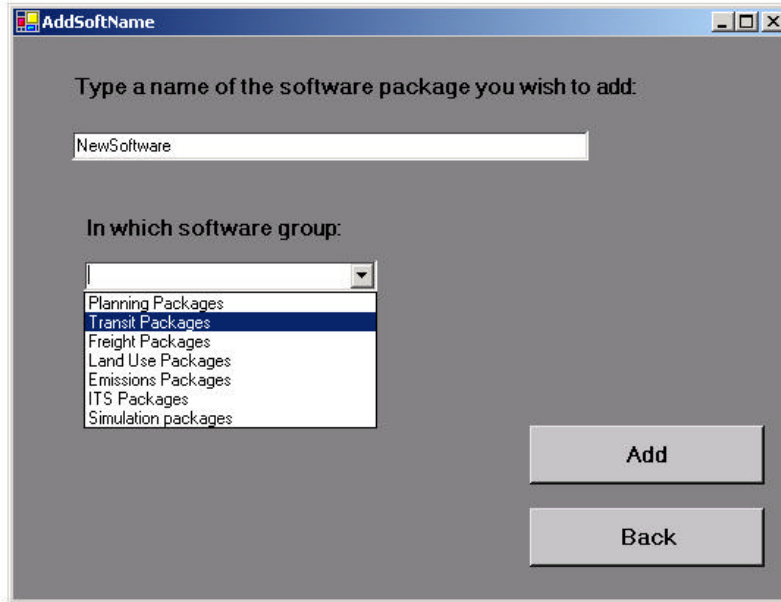 AddSoftName
Type a name of the software package you wish to add:
NewSoftware
In which software group:
Planning Packages
Transit Packages
Freight Packages
Land Use Packages
Emissions Packages
ITS Packages
Simulation packages
Add
Back